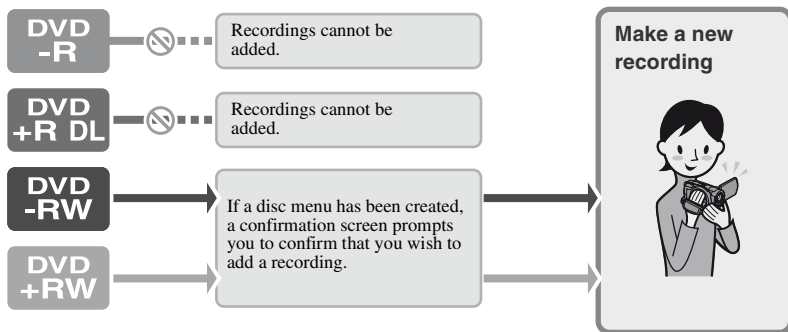 DVD
-R
Recordings cannot be
added.
DVD
+R DL
Recordings cannot be
added.
DVD
-RW
DVD
+RW
If a disc menu has been created,
a confirmation screen prompts
you to confirm that you wish to
add a recording.
Make a new
recording